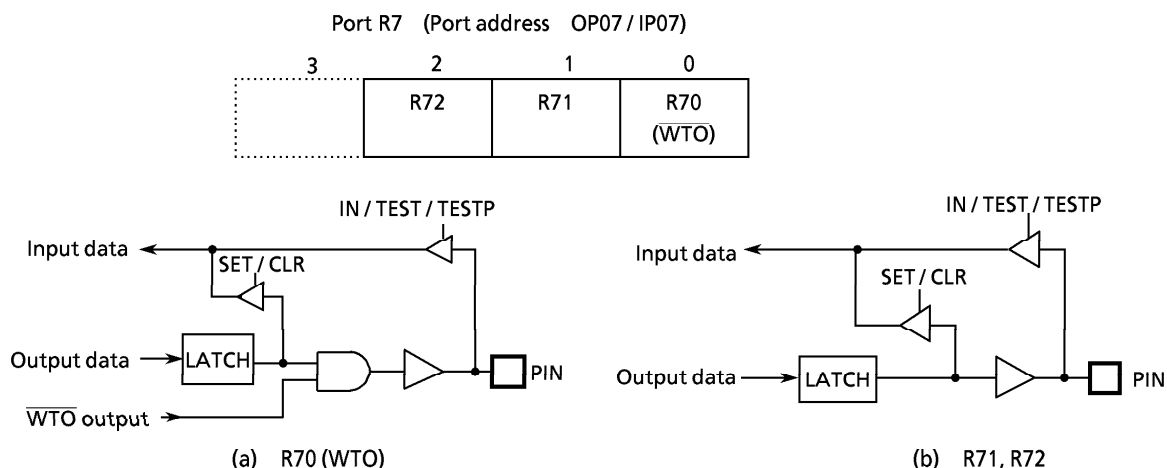 Port R7 (Port address OP07 / IP07)
3 2 1 0
R72 R71 R70
(W̅T̅O̅)
IN / TEST / TESTP
Input data
SET / CLR
Output data
LATCH
PIN
W̅T̅O̅ output
(a) R70 (WTO)
IN / TEST / TESTP
Input data
SET / CLR
Output data
LATCH
PIN
(b) R71, R72